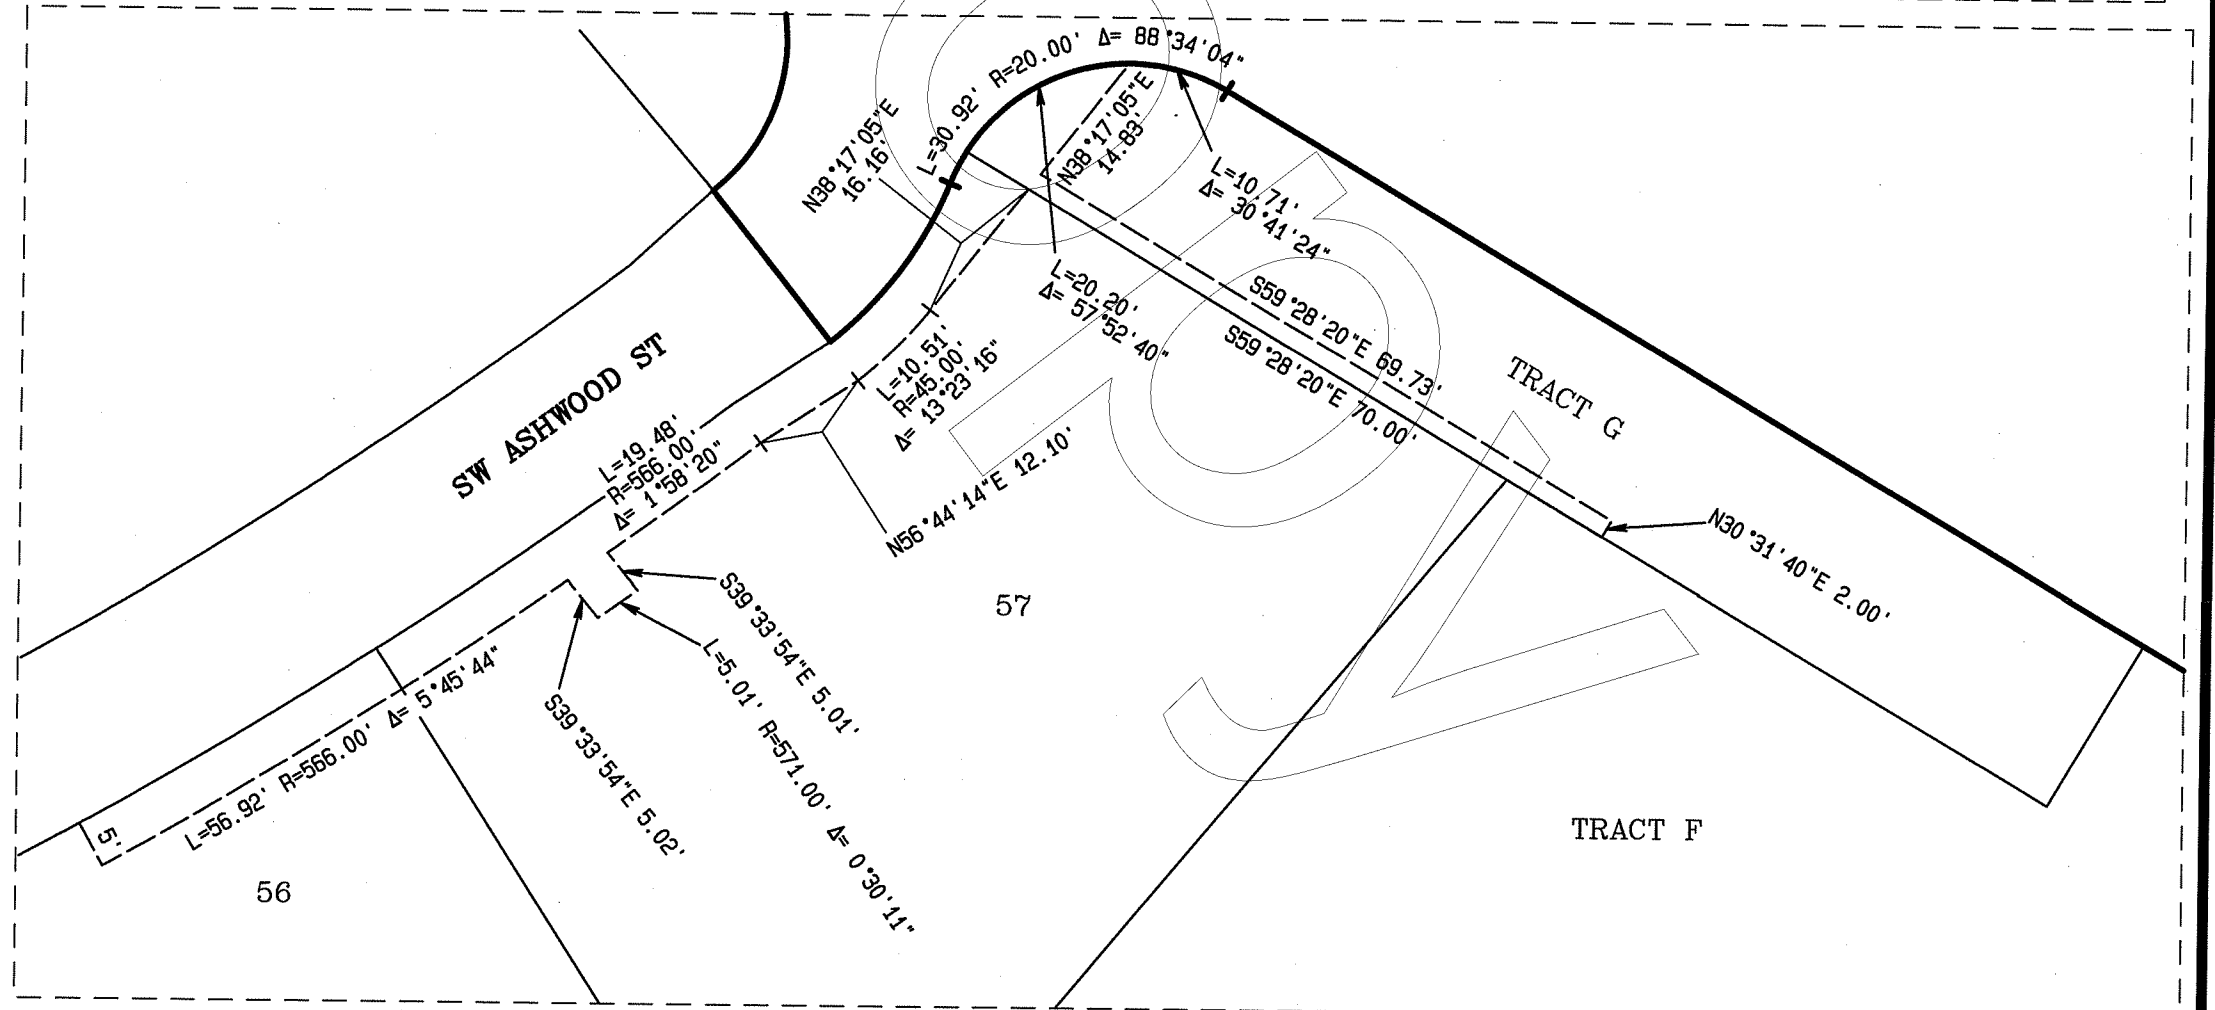 L=30.92' R=20.00' Δ= 88°34'04"
N38°17'05"E
16.16'
N38°17'05"E
14.83'
L=10.71'
Δ= 30°41'24"
L=20.20'
Δ= 57°52'40"
S59°28'20"E 69.73'
S59°28'20"E 70.00'
TRACT G
SW ASHWOOD ST
L=10.51'
R=45.00'
Δ= 13°23'16"
L=19.48'
R=566.00'
Δ= 1°58'20"
N56°44'14"E 12.10'
N30°31'40"E 2.00'
57
S39°33'54"E 5.01'
L=5.01' R=571.00' Δ= 0°30'11"
S39°33'54"E 5.02'
L=56.92' R=566.00' Δ= 5°45'44"
5'
56
TRACT F
opy